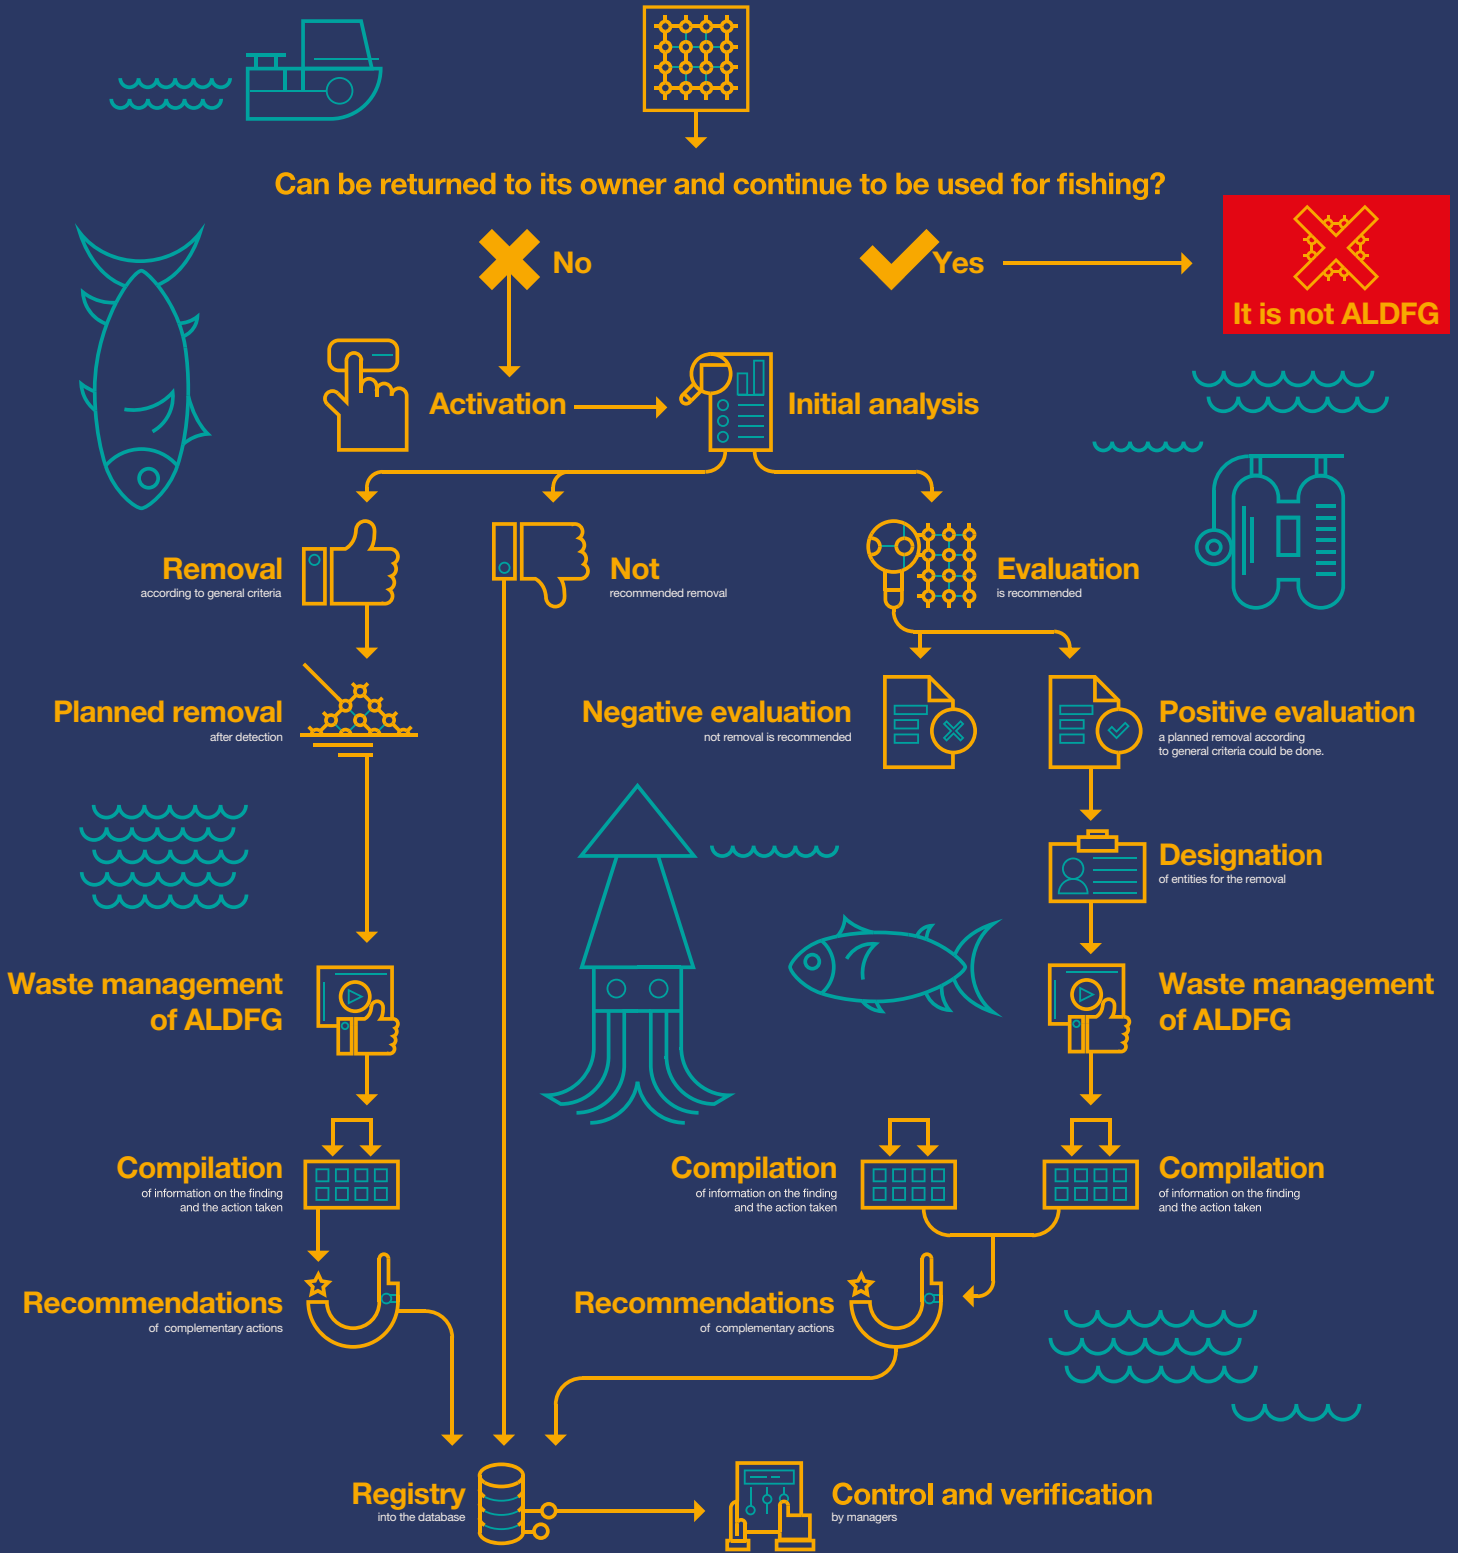 Can be returned to its owner and continue to be used for fishing?
No
Yes
It is not ALDFG
Activation
Initial analysis
Removal
according to general criteria
Not
recommended removal
Evaluation
is recommended
Planned removal
after detection
Negative evaluation
not removal is recommended
Positive evaluation
a planned removal according
to general criteria could be done.
Designation
of entities for the removal
Waste management
of ALDFG
Waste management
of ALDFG
Compilation
of information on the finding
and the action taken
Compilation
of information on the finding
and the action taken
Compilation
of information on the finding
and the action taken
Recommendations
of complementary actions
Recommendations
of complementary actions
Registry
into the database
Control and verification
by managers